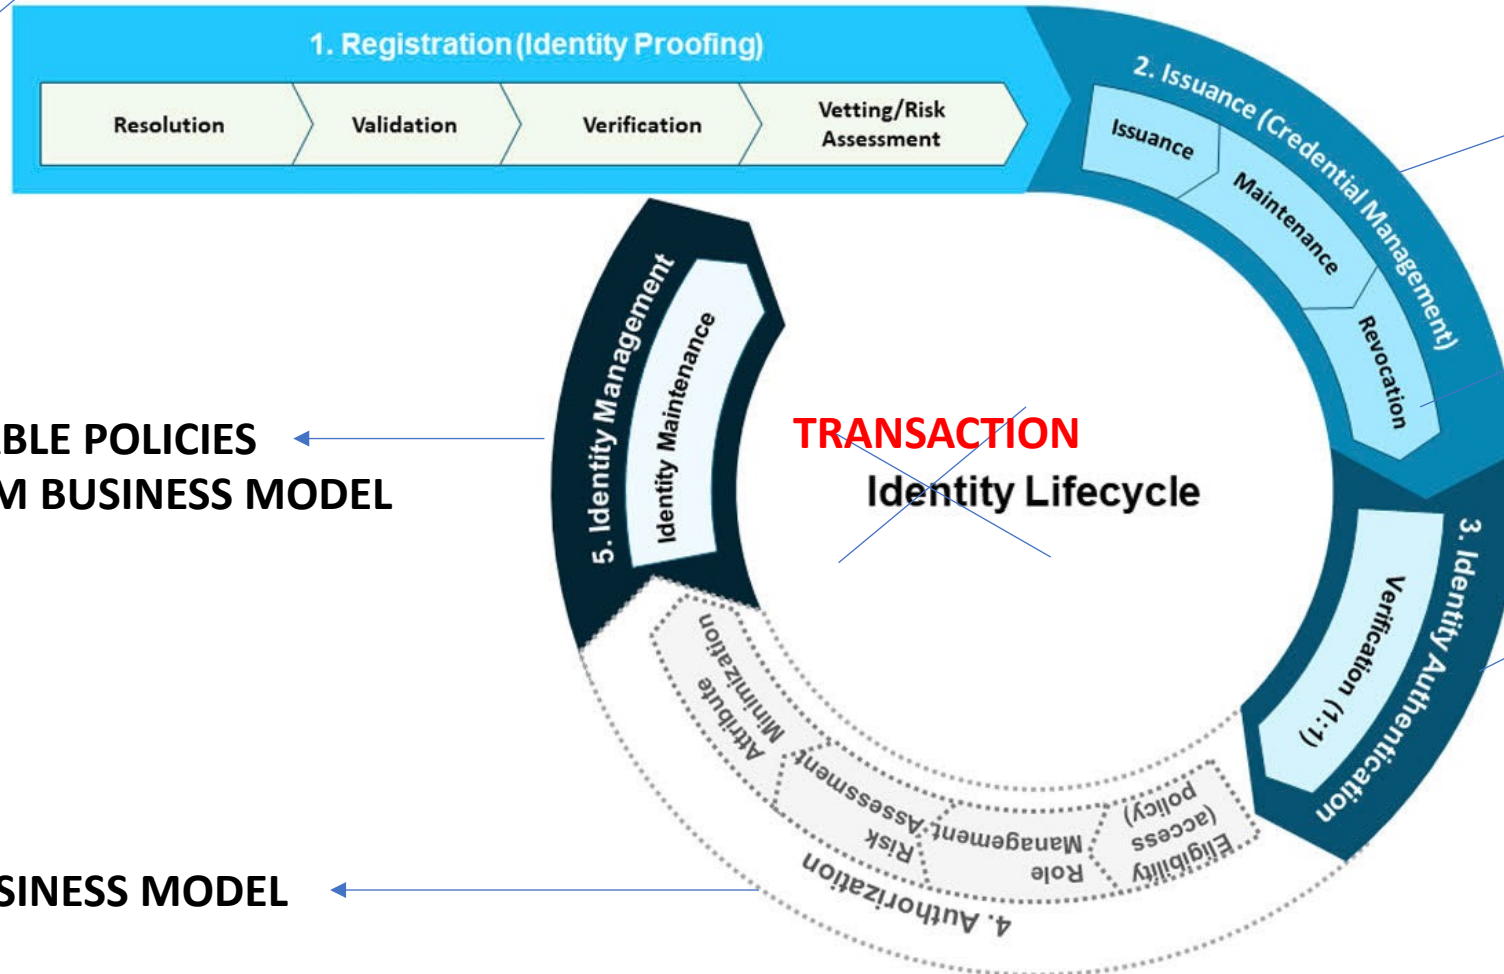 1. Registration (Identity Proofing)
Resolution
Validation
Verification
Vetting/Risk
Assessment
2. Issuance (Credential Management)
Issuance
Maintenance
Revocation
3. Identity Authentication
Verification (1:1)
4. Authorization
Eligibility
(access
policy)
Role
Management
Risk
Assessment
Attribute
Minimization
5. Identity Management
Identity Maintenance
TRANSACTION
Identity Lifecycle
ABLE POLICIES
M BUSINESS MODEL
SINESS MODEL